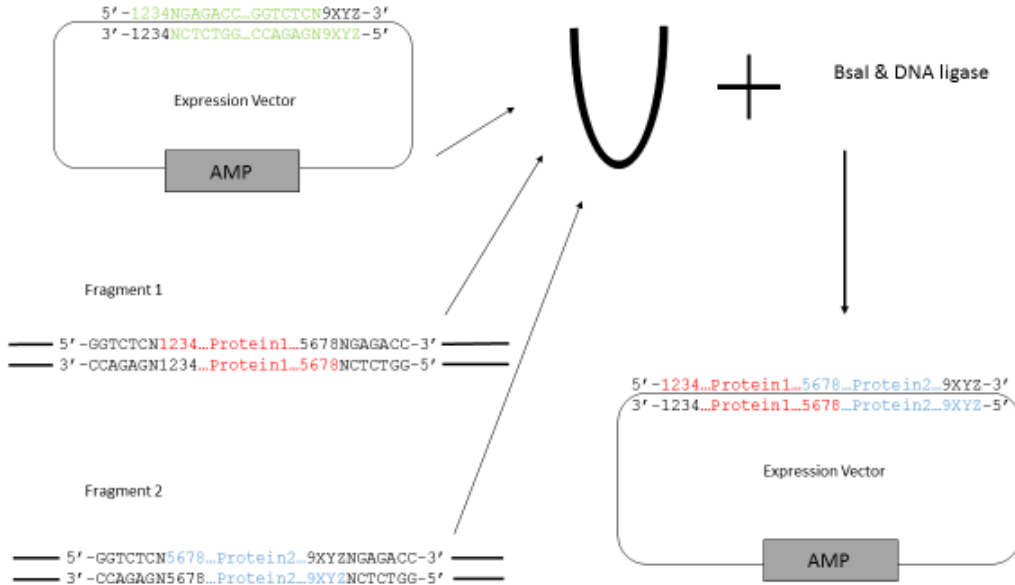 5'-1234NGAGACC…GGTCTCN9XYZ-3'
3'-1234NCTCTGG…CCAGAGN9XYZ-5'
Expression Vector
AMP
BsaI & DNA ligase
Fragment 1
5'-GGTCTCN1234…Protein1…5678NGAGACC-3'
3'-CCAGAGN1234…Protein1…5678NCTCTGG-5'
Fragment 2
5'-GGTCTCN5678…Protein2…9XYZNGAGACC-3'
3'-CCAGAGN5678…Protein2…9XYZNCTCTGG-5'
5'-1234…Protein1…5678…Protein2…9XYZ-3'
3'-1234…Protein1…5678…Protein2…9XYZ-5'
Expression Vector
AMP